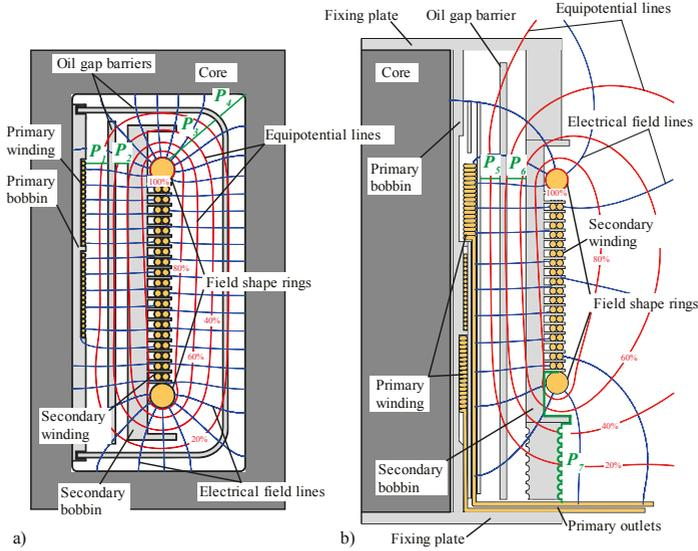 Oil gap barriers
Core
P4
P3
Primary
winding
P1
P2
Equipotential lines
Primary
bobbin
100%
80%
Field shape rings
40%
60%
Secondary
winding
20%
Secondary
bobbin
Electrical field lines
a)
Fixing plate
Oil gap barrier
Equipotential lines
Core
Electrical field lines
Primary
bobbin
P5
P6
100%
Secondary
winding
80%
Field shape rings
60%
Primary
winding
40%
Secondary
bobbin
P7
20%
Primary outlets
Fixing plate
b)